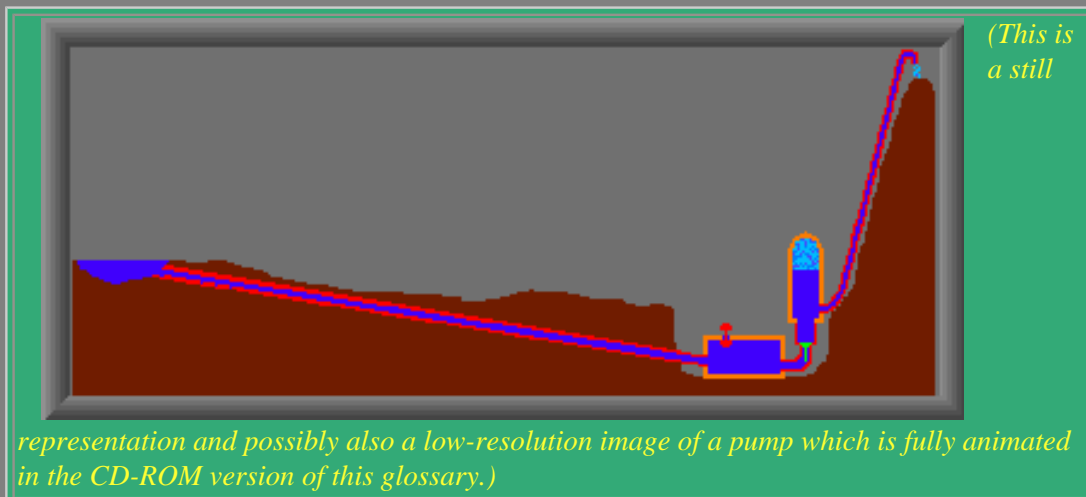 (This is
a still
representation and possibly also a low-resolution image of a pump which is fully animated
in the CD-ROM version of this glossary.)